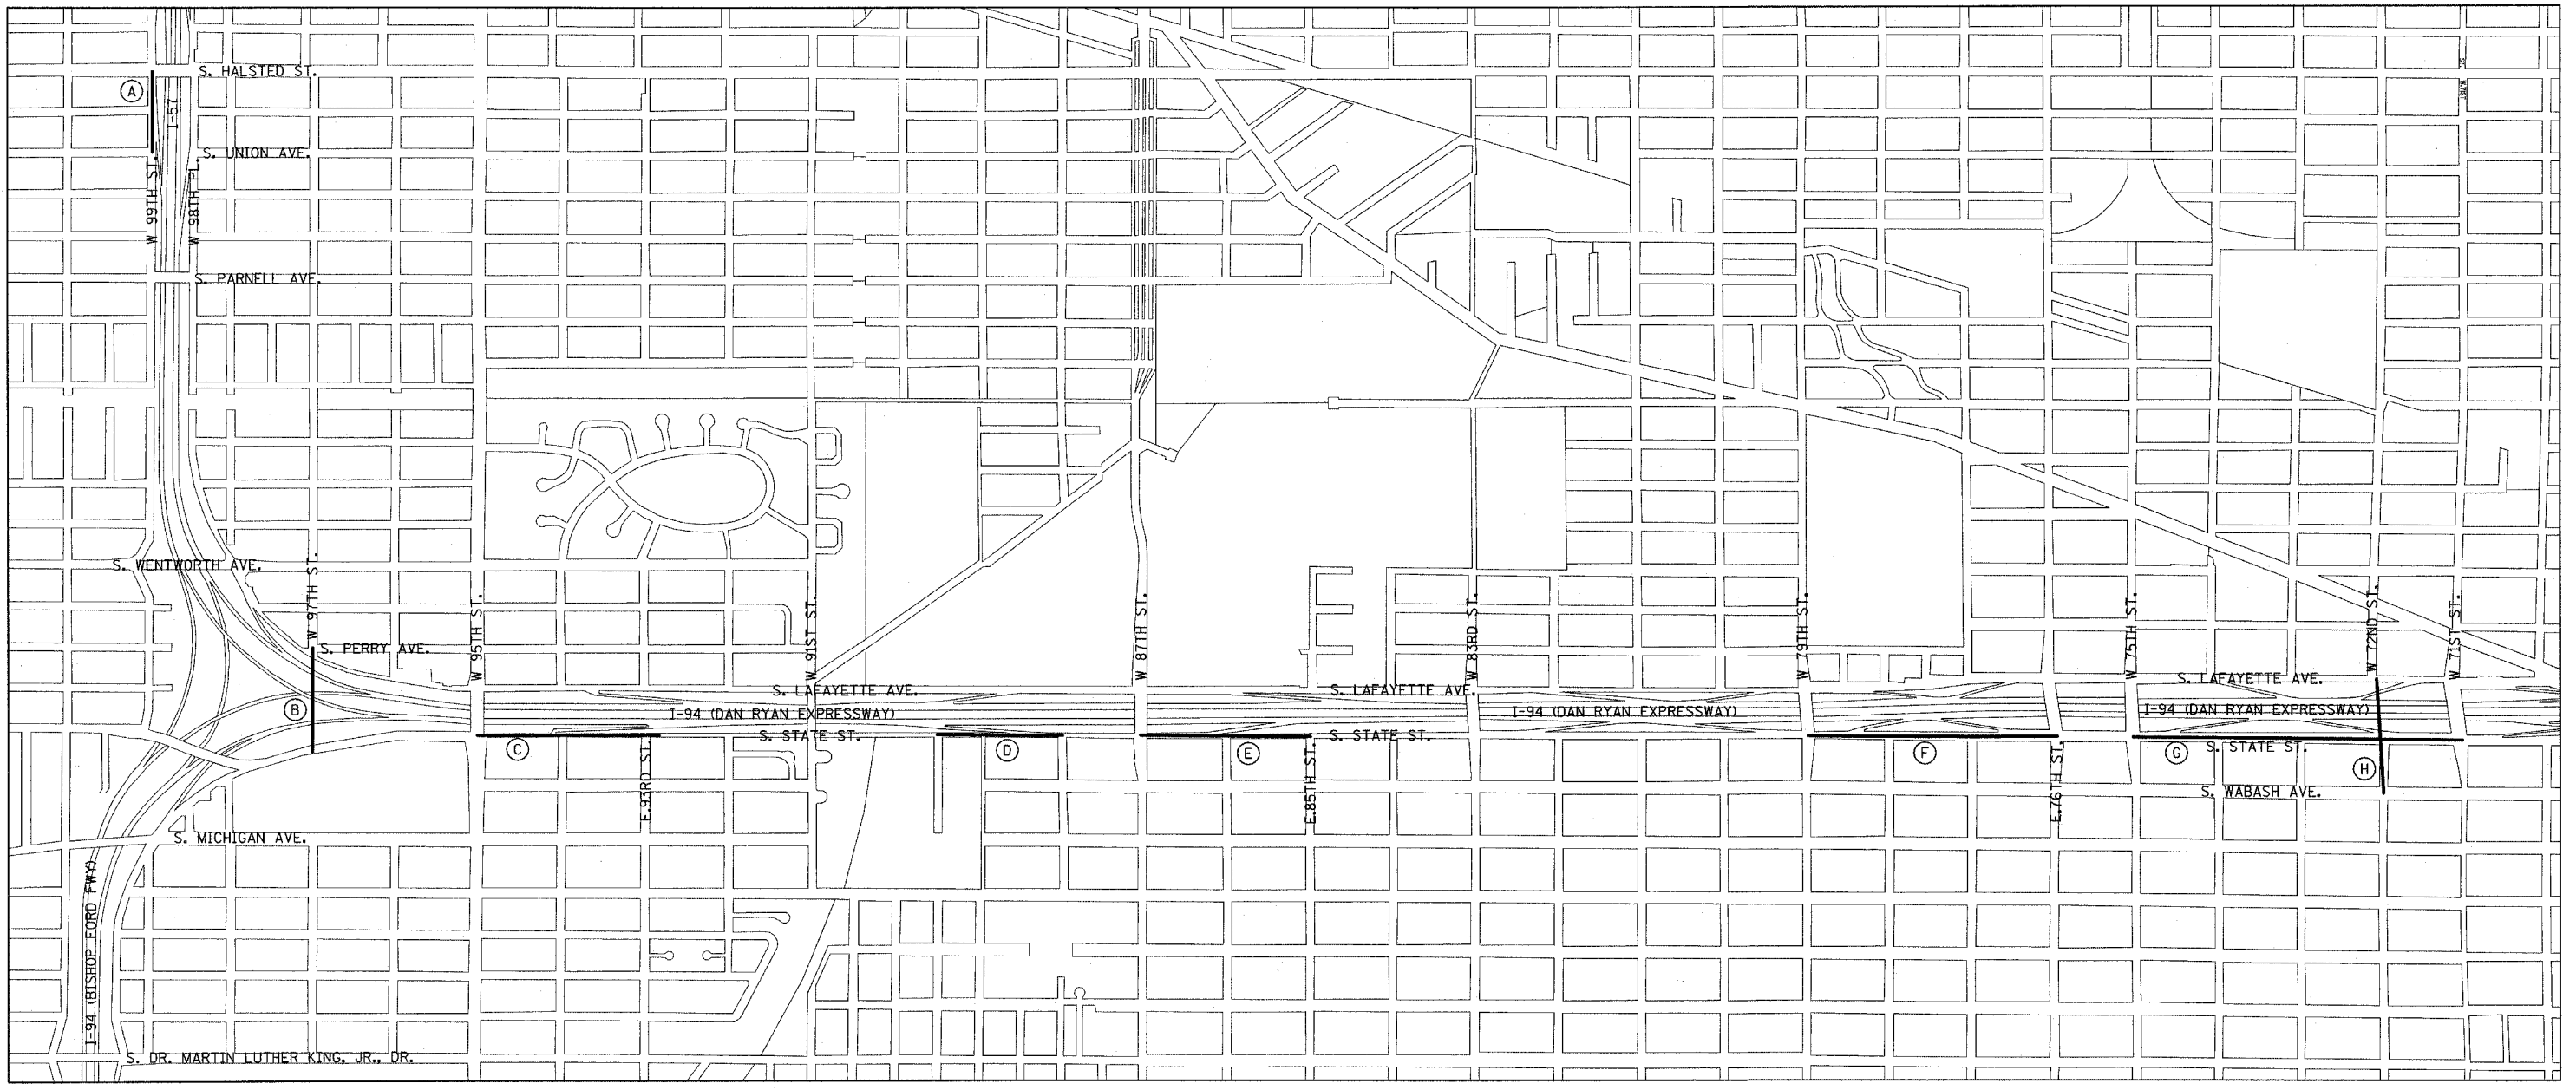 S. HALSTED ST.
A
I-57
S. UNION AVE.
W 99TH ST.
W 98TH PL.
S. PARNELL AVE.
S. WENTWORTH AVE.
W 97TH ST.
W 95TH ST.
W 91ST ST.
W 87TH ST.
W 83RD ST.
W 79TH ST.
W 75TH ST.
W 72ND ST.
W 71ST ST.
S. PERRY AVE.
S. LAFAYETTE AVE.
S. LAFAYETTE AVE.
S. LAFAYETTE AVE.
B
I-94 (DAN RYAN EXPRESSWAY)
I-94 (DAN RYAN EXPRESSWAY)
I-94 (DAN RYAN EXPRESSWAY)
S. STATE ST.
S. STATE ST.
S. STATE ST.
C
D
E
F
G
H
E.93RD ST.
E.85TH ST.
E.76TH ST.
S. WABASH AVE.
S. MICHIGAN AVE.
I-94 (BISHOP FORD FWY)
S. DR. MARTIN LUTHER KING, JR., DR.